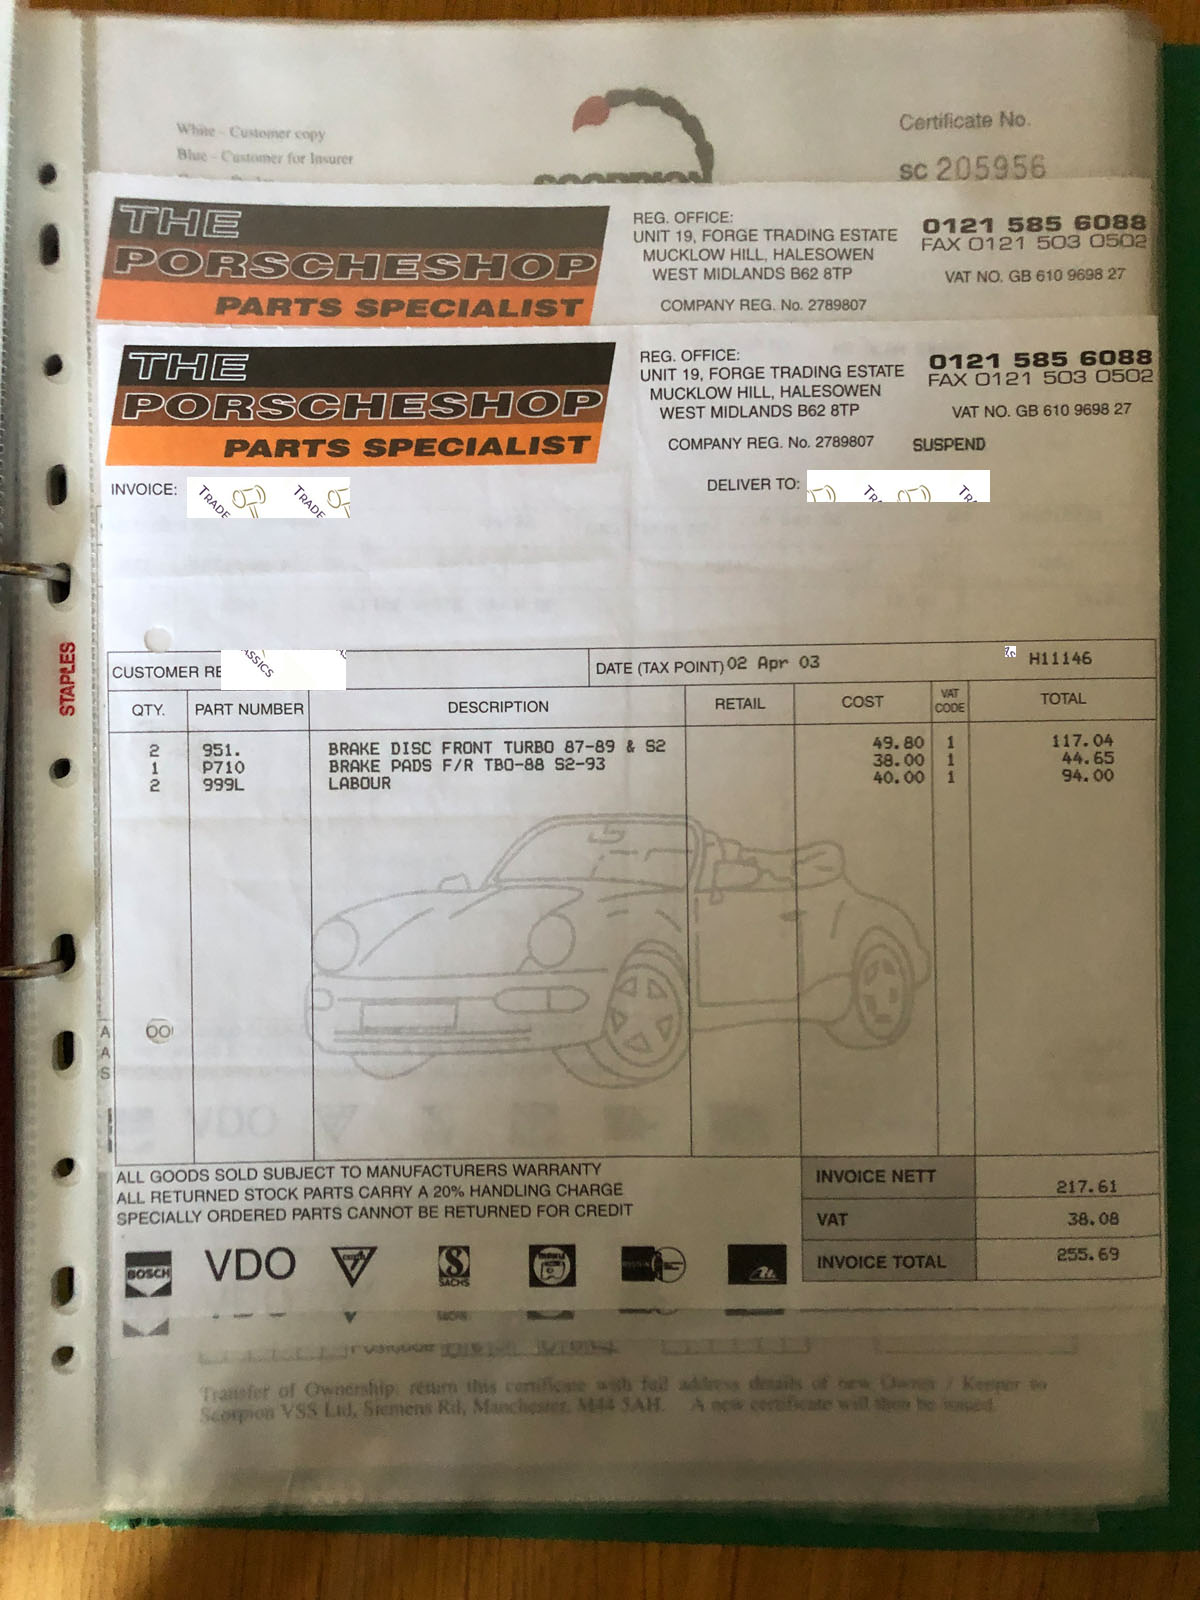 White - Customer copy
Blue - Customer for Insurer
Certificate No.
SC 205956
SCORPION
THE
PORSCHESHOP
PARTS SPECIALIST
REG. OFFICE:
UNIT 19, FORGE TRADING ESTATE
MUCKLOW HILL, HALESOWEN
WEST MIDLANDS B62 8TP
COMPANY REG. No. 2789807
0121 585 6088
FAX 0121 503 0502
VAT NO. GB 610 9698 27
THE
PORSCHESHOP
PARTS SPECIALIST
REG. OFFICE:
UNIT 19, FORGE TRADING ESTATE
MUCKLOW HILL, HALESOWEN
WEST MIDLANDS B62 8TP
COMPANY REG. No. 2789807
0121 585 6088
FAX 0121 503 0502
VAT NO. GB 610 9698 27
SUSPEND
INVOICE: TRADE TRADE
DELIVER TO:
STAPLES
CUSTOMER RE
DATE (TAX POINT) 02 Apr 03 H11146
QTY. PART NUMBER DESCRIPTION RETAIL COST VAT CODE TOTAL
2 951. BRAKE DISC FRONT TURBO 87-89 & S2 49.80 1 117.04
1 P710 BRAKE PADS F/R TBO-88 S2-93 38.00 1 44.65
2 999L LABOUR 40.00 1 94.00
A
A
S
VDO
ALL GOODS SOLD SUBJECT TO MANUFACTURERS WARRANTY
ALL RETURNED STOCK PARTS CARRY A 20% HANDLING CHARGE
SPECIALLY ORDERED PARTS CANNOT BE RETURNED FOR CREDIT
INVOICE NETT 217.61
VAT 38.08
INVOICE TOTAL 255.69
BOSCH VDO SACHS
Transfer of Ownership: return this certificate with full address details of new Owner / Keeper to
Scorpion VSS Ltd, Siemens Rd, Manchester, M44 5AH. A new certificate will then be issued.